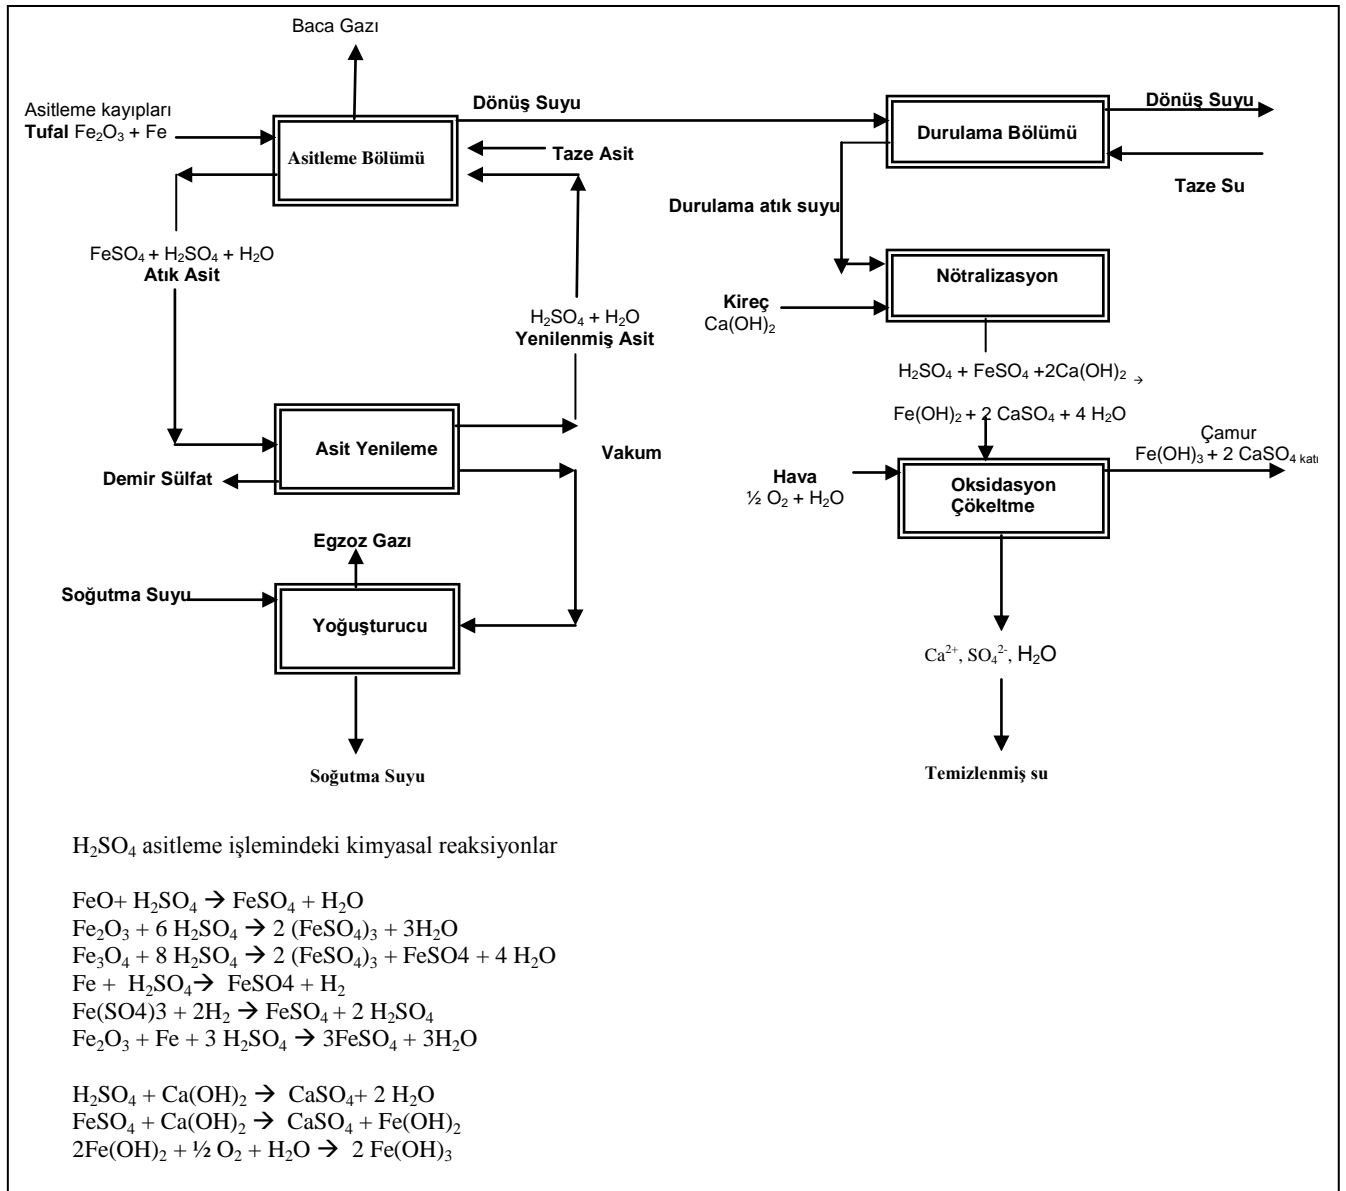 Baca Gazı
Asitleme kayıpları
Tufal Fe₂O₃ + Fe
Asitleme Bölümü
Dönüş Suyu
Taze Asit
Durulama Bölümü
Dönüş Suyu
Taze Su
Durulama atık suyu
FeSO₄ + H₂SO₄ + H₂O
Atık Asit
H₂SO₄ + H₂O
Yenilenmiş Asit
Kireç
Ca(OH)₂
Nötralizasyon
H₂SO₄ + FeSO₄ +2Ca(OH)₂ →
Fe(OH)₂ + 2 CaSO₄ + 4 H₂O
Asit Yenileme
Vakum
Demir Sülfat
Hava
½ O₂ + H₂O
Oksidasyon
Çökeltme
Çamur
Fe(OH)₃ + 2 CaSO₄ katı
Egzoz Gazı
Soğutma Suyu
Yoğuşturucu
Soğutma Suyu
Ca²⁺, SO₄²⁻, H₂O
Temizlenmiş su
H₂SO₄ asitleme işlemindeki kimyasal reaksiyonlar
FeO+ H₂SO₄ → FeSO₄ + H₂O
Fe₂O₃ + 6 H₂SO₄ → 2 (FeSO₄)₃ + 3H₂O
Fe₃O₄ + 8 H₂SO₄ → 2 (FeSO₄)₃ + FeSO4 + 4 H₂O
Fe + H₂SO₄→ FeSO4 + H₂
Fe(SO4)3 + 2H₂ → FeSO₄ + 2 H₂SO₄
Fe₂O₃ + Fe + 3 H₂SO₄ → 3FeSO₄ + 3H₂O
H₂SO₄ + Ca(OH)₂ → CaSO₄+ 2 H₂O
FeSO₄ + Ca(OH)₂ → CaSO₄ + Fe(OH)₂
2Fe(OH)₂ + ½ O₂ + H₂O → 2 Fe(OH)₃